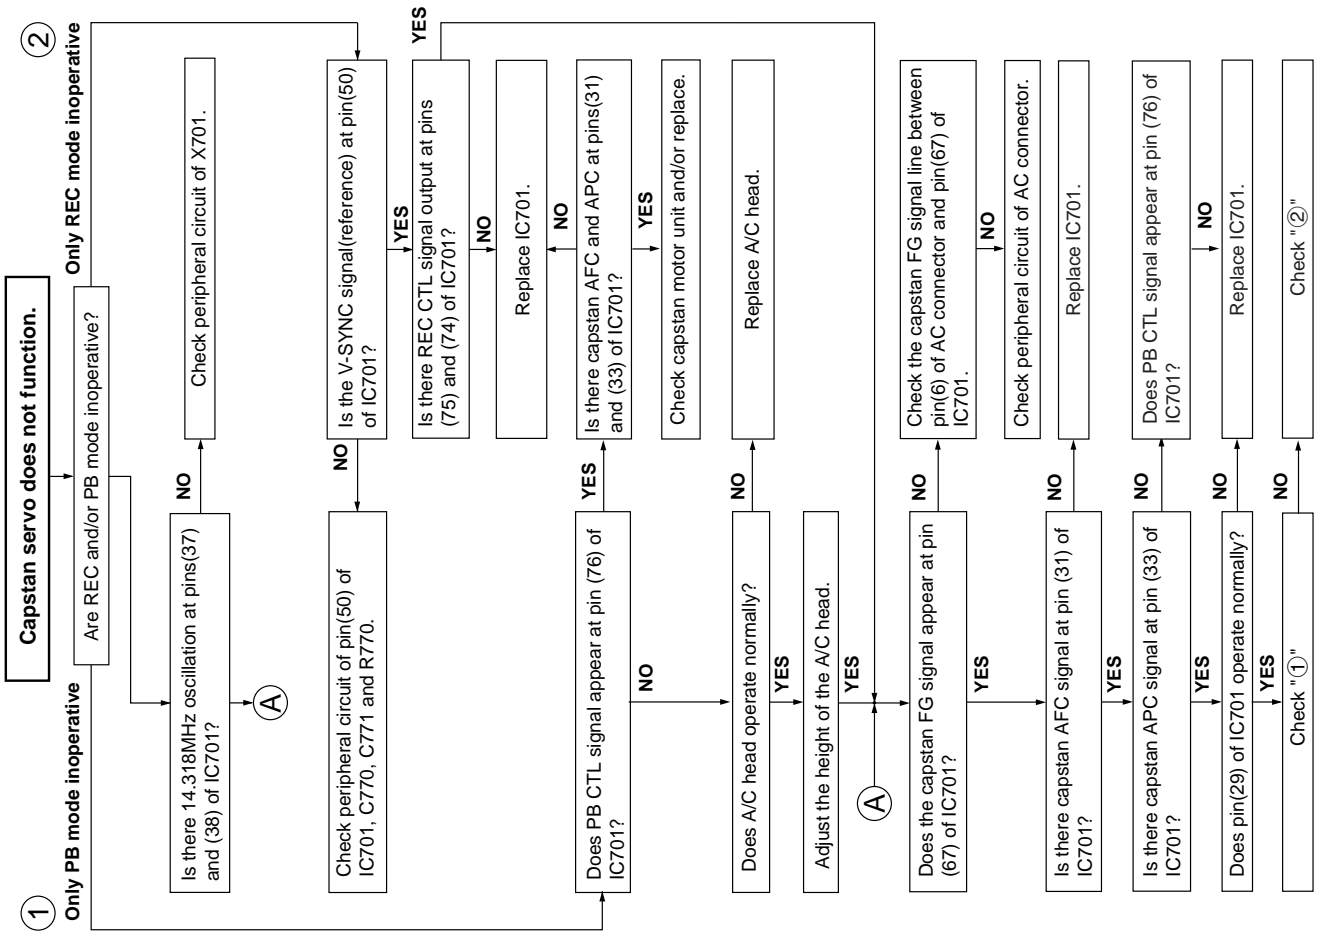 Capstan servo does not function.
①
Only PB mode inoperative
②
Only REC mode inoperative
Are REC and/or PB mode inoperative?
Is there 14.318MHz oscillation at pins(37)
and (38) of IC701?
NO
Check peripheral circuit of X701.
A
Is the V-SYNC signal(reference) at pin(50)
of IC701?
NO
Check peripheral circuit of pin(50) of
IC701, C770, C771 and R770.
YES
Is there REC CTL signal output at pins
(75) and (74) of IC701?
YES
NO
Replace IC701.
NO
Does PB CTL signal appear at pin (76) of
IC701?
YES
Is there capstan AFC and APC at pins(31)
and (33) of IC701?
YES
Check capstan motor unit and/or replace.
NO
Does A/C head operate normally?
NO
Replace A/C head.
YES
Adjust the height of the A/C head.
YES
A
Does the capstan FG signal appear at pin
(67) of IC701?
NO
Check the capstan FG signal line between
pin(6) of AC connector and pin(67) of
IC701.
NO
Check peripheral circuit of AC connector.
YES
Is there capstan AFC signal at pin (31) of
IC701?
NO
Replace IC701.
YES
Is there capstan APC signal at pin (33) of
IC701?
NO
Does PB CTL signal appear at pin (76) of
IC701?
NO
YES
Does pin(29) of IC701 operate normally?
NO
Replace IC701.
YES
Check "①"
NO
Check "②"